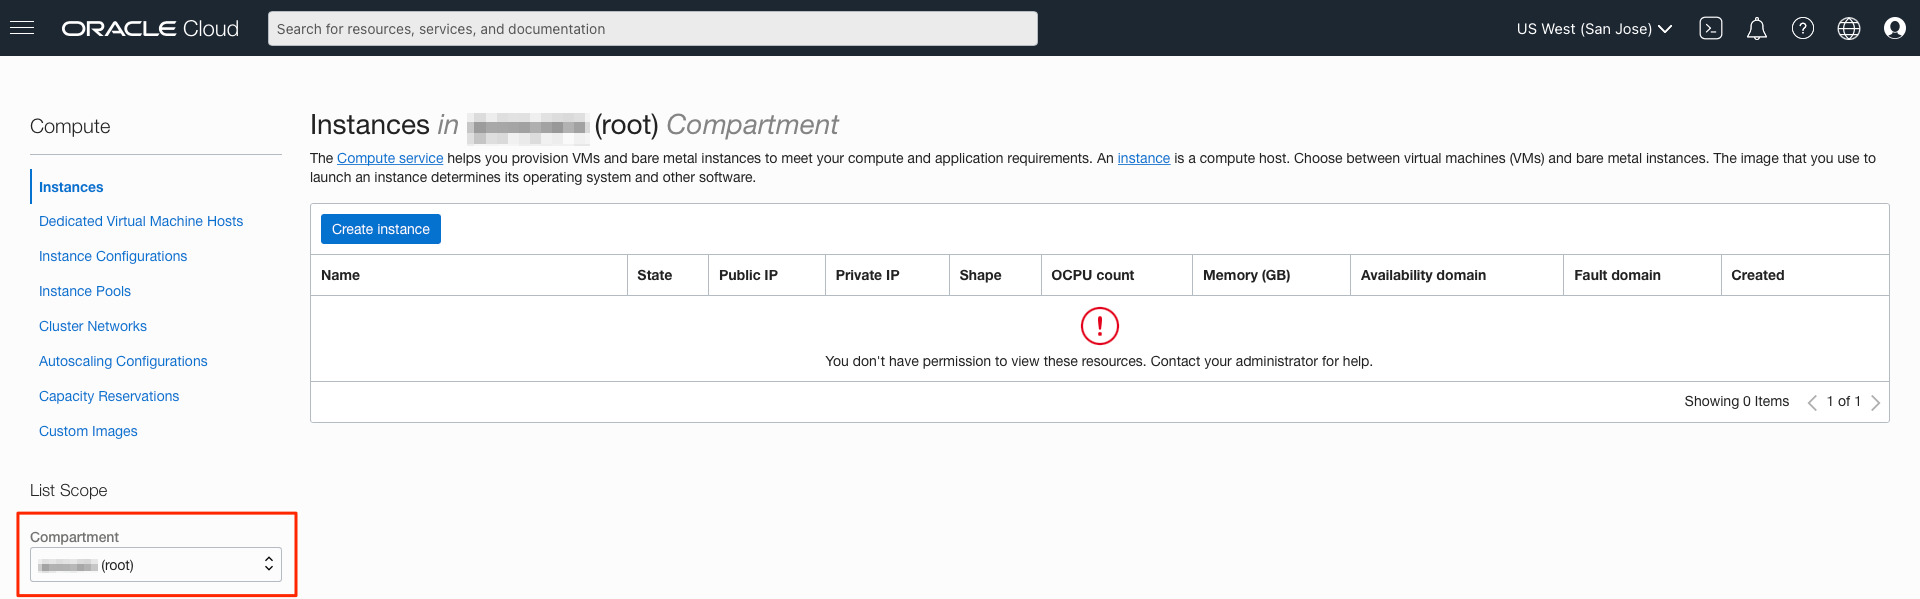 ORACLE Cloud
Search for resources, services, and documentation
US West (San Jose)
Compute
Instances
Dedicated Virtual Machine Hosts
Instance Configurations
Instance Pools
Cluster Networks
Autoscaling Configurations
Capacity Reservations
Custom Images
List Scope
Compartment
(root)
Instances in (root) Compartment
The Compute service helps you provision VMs and bare metal instances to meet your compute and application requirements. An instance is a compute host. Choose between virtual machines (VMs) and bare metal instances. The image that you use to
launch an instance determines its operating system and other software.
Create instance
Name State Public IP Private IP Shape OCPU count Memory (GB) Availability domain Fault domain Created
!
You don't have permission to view these resources. Contact your administrator for help.
Showing 0 Items < 1 of 1 >